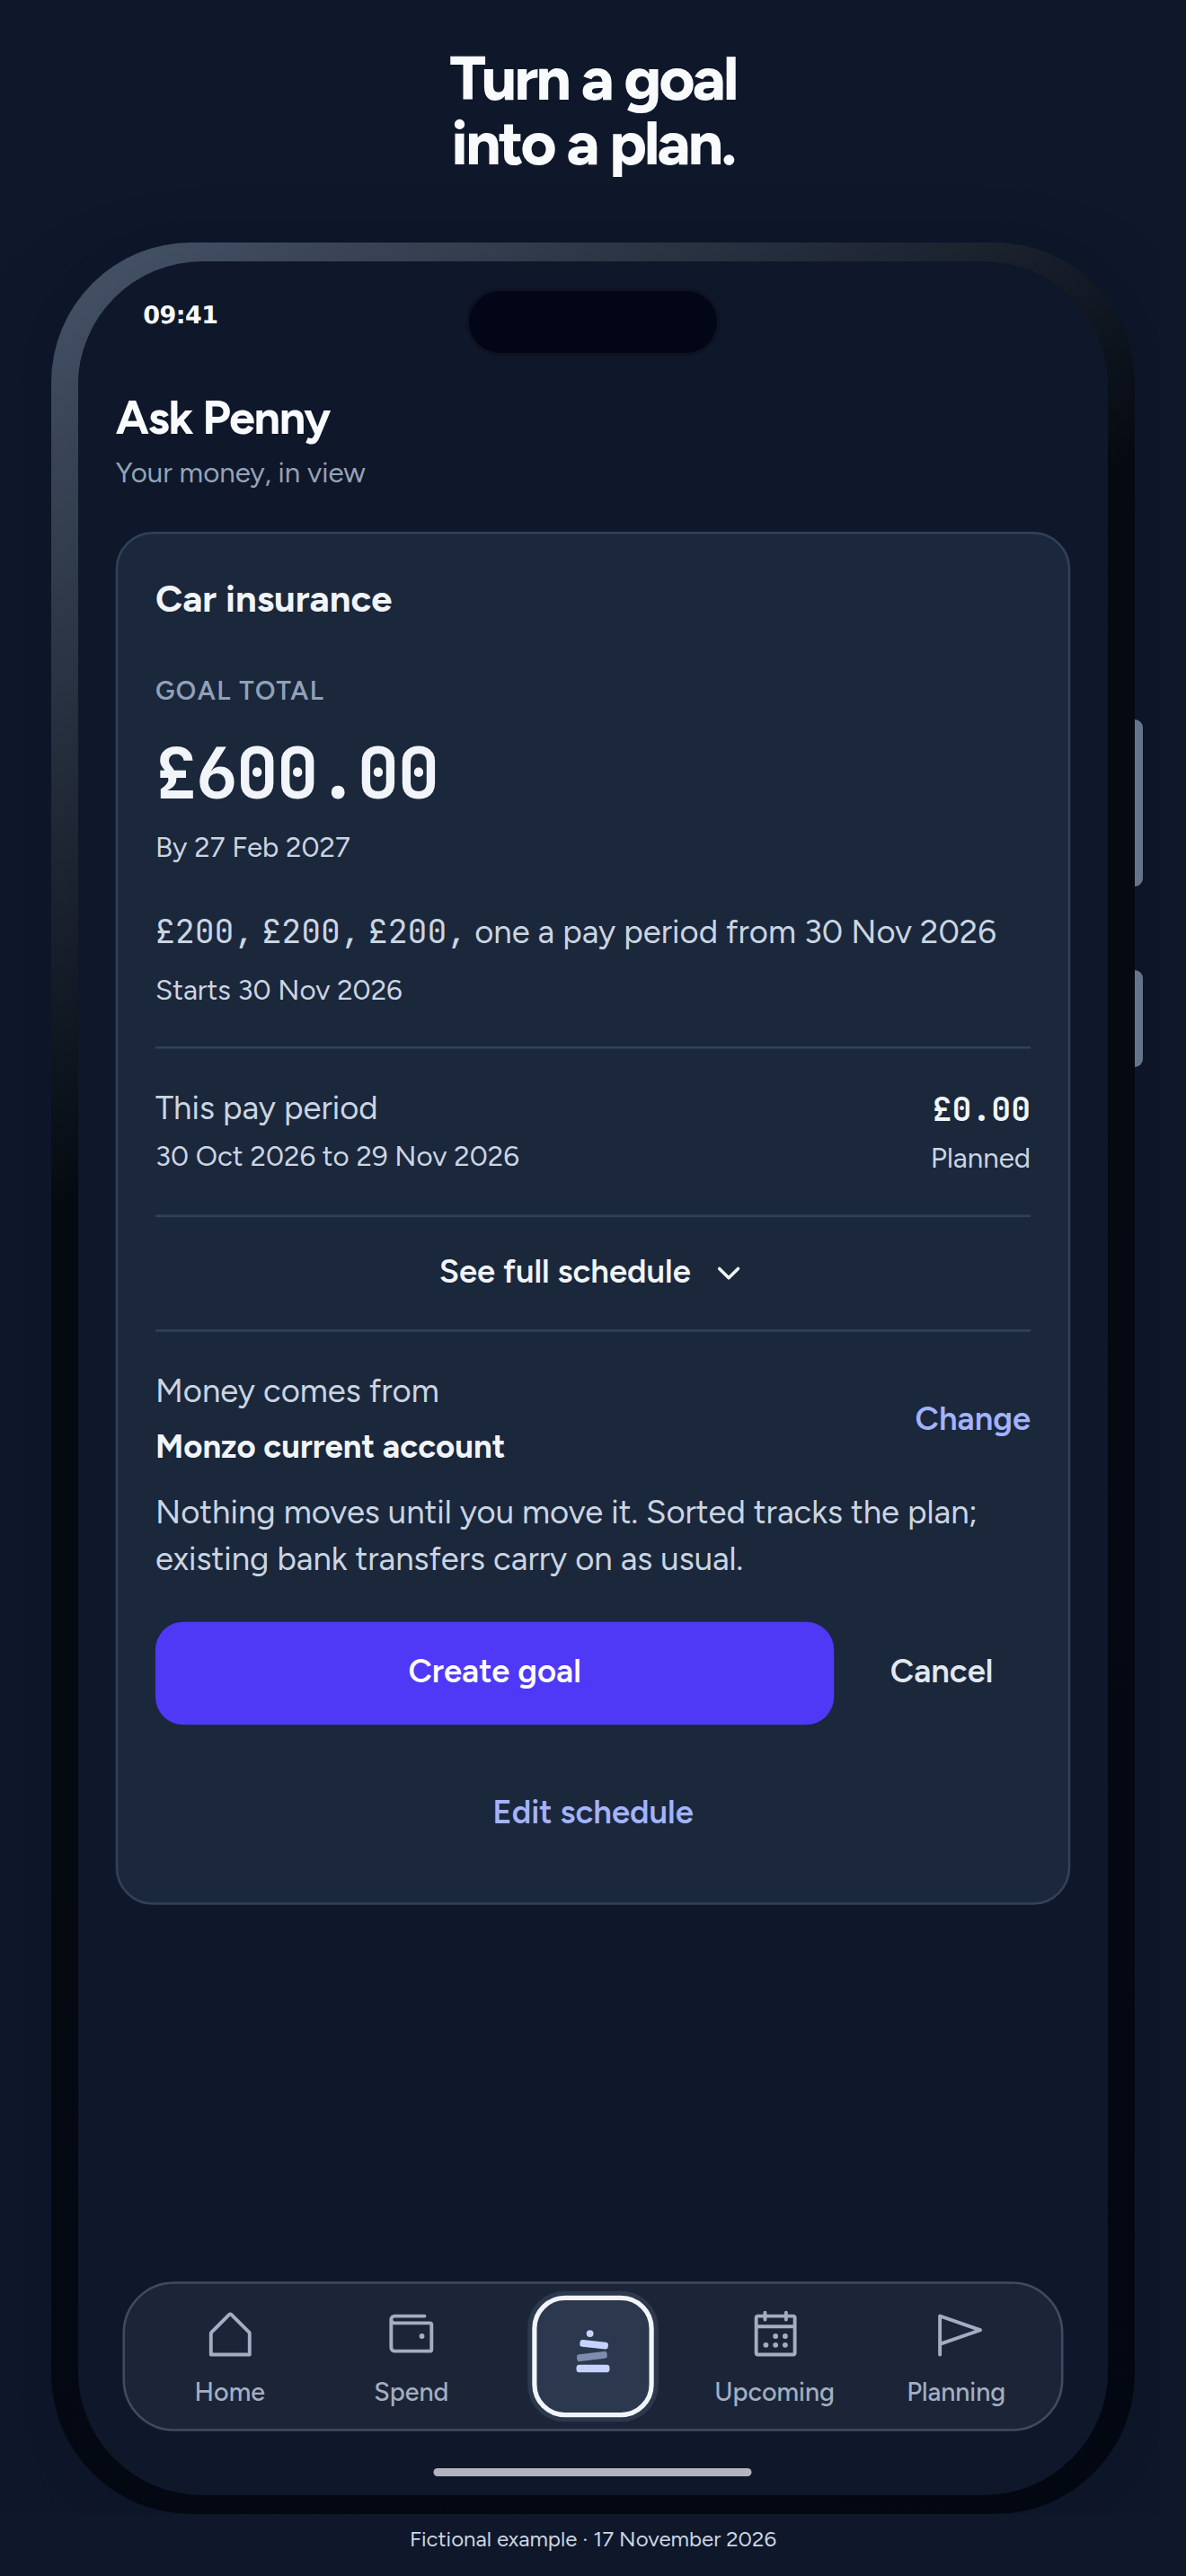 Turn a goal
into a plan.
09:41
Ask Penny
Your money, in view
Car insurance
GOAL TOTAL
£600.00
By 27 Feb 2027
£200, £200, £200, one a pay period from 30 Nov 2026
Starts 30 Nov 2026
This pay period
£0.00
30 Oct 2026 to 29 Nov 2026
Planned
See full schedule
Money comes from
Change
Monzo current account
Nothing moves until you move it. Sorted tracks the plan;
existing bank transfers carry on as usual.
Create goal
Cancel
Edit schedule
Home
Spend
Upcoming
Planning
Fictional example · 17 November 2026